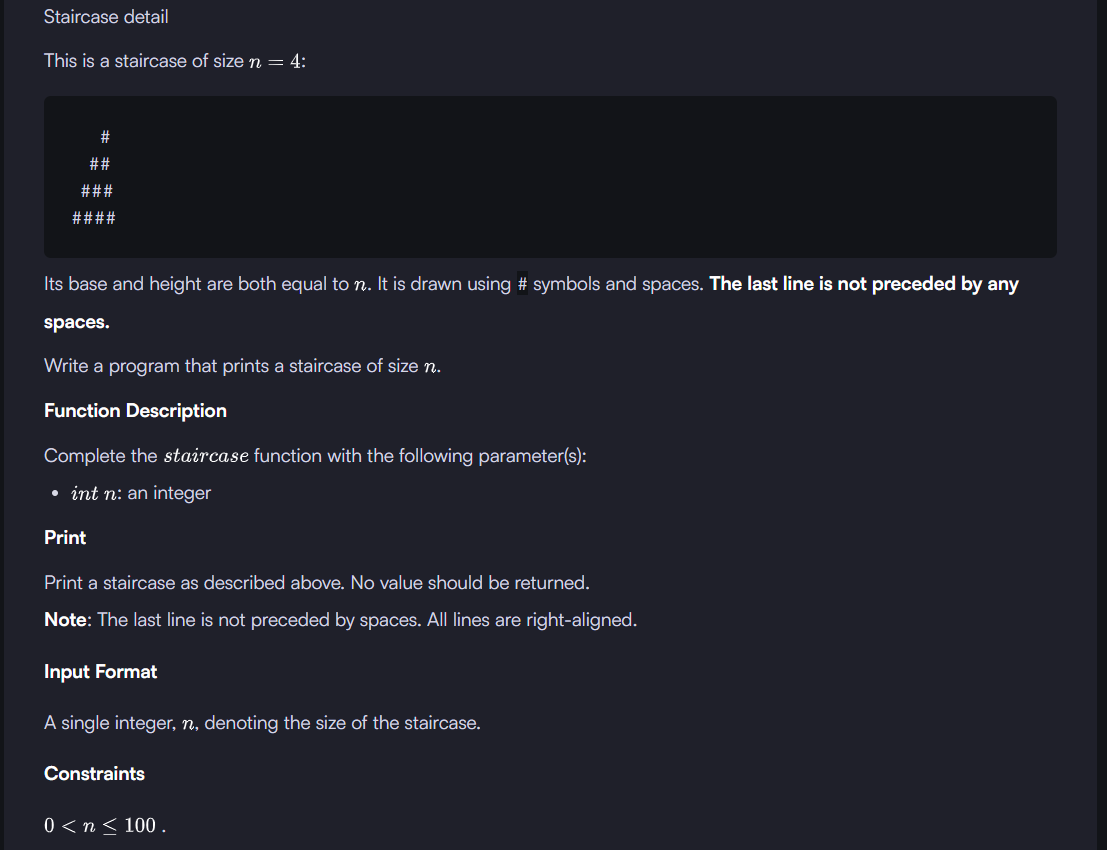 Staircase detail
This is a staircase of size n = 4:
   #
  ##
 ###
####
Its base and height are both equal to n. It is drawn using # symbols and spaces. The last line is not preceded by any
spaces.
Write a program that prints a staircase of size n.
Function Description
Complete the staircase function with the following parameter(s):
• int n: an integer
Print
Print a staircase as described above. No value should be returned.
Note: The last line is not preceded by spaces. All lines are right-aligned.
Input Format
A single integer, n, denoting the size of the staircase.
Constraints
0 < n ≤ 100 .